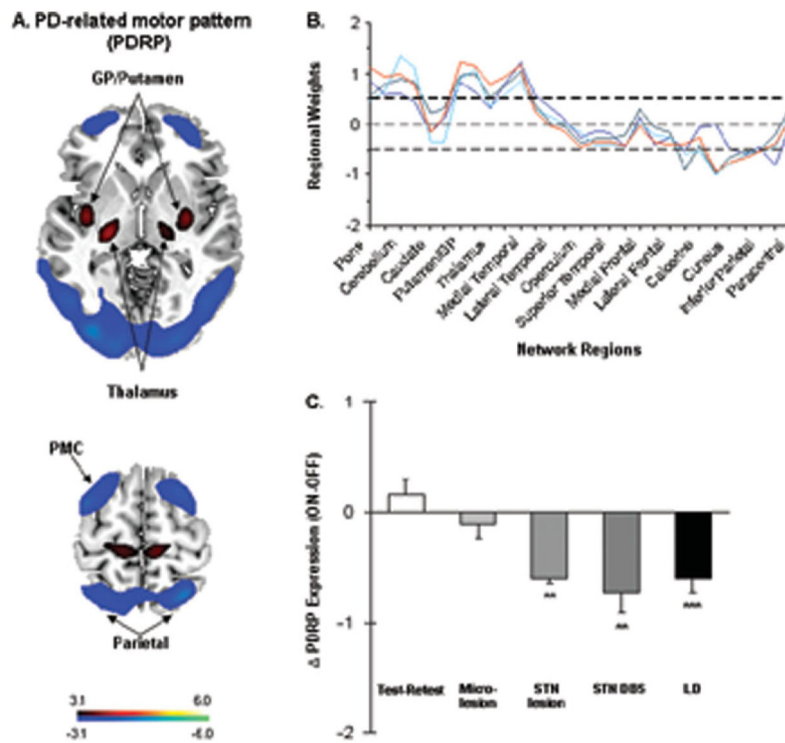 A. PD-related motor pattern
(PDRP)
GP/Putamen
Thalamus
PMC
Parietal
3.1 6.0
-3.1 -6.0
B.
Regional Weights
2
1
0
-1
-2
Pons
Cerebellum
Caudate
Putamen/GP
Thalamus
Medial Temporal
Lateral Temporal
Operculum
Superior Temporal
Medial Frontal
Lateral Frontal
Calcarine
Cuneus
Inferior Parietal
Paracentral
Network Regions
C.
Δ PDRP Expression (ON-OFF)
1
0
-1
-2
Test-Retest
Micro-
lesion
STN
lesion
STN DBS
LD